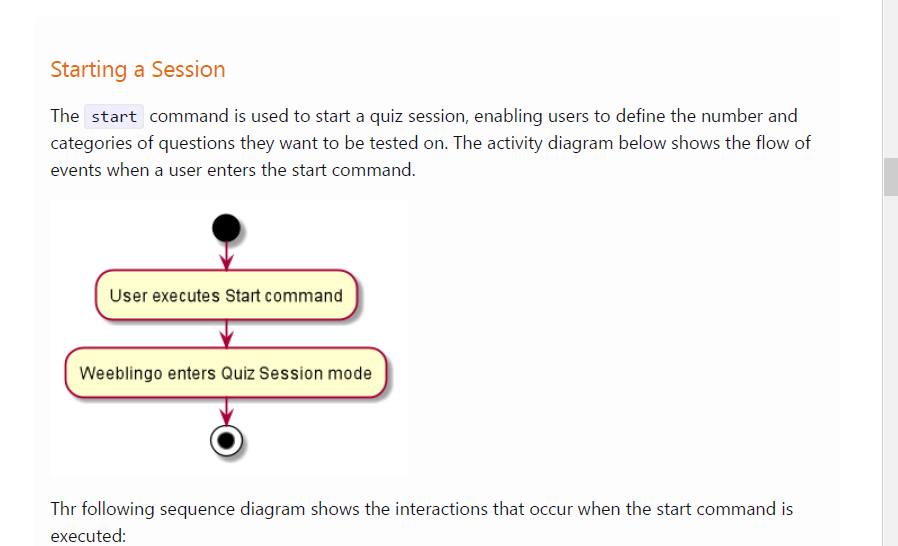 Starting a Session
The start command is used to start a quiz session, enabling users to define the number and
categories of questions they want to be tested on. The activity diagram below shows the flow of
events when a user enters the start command.
User executes Start command
Weeblingo enters Quiz Session mode
Thr following sequence diagram shows the interactions that occur when the start command is
executed: